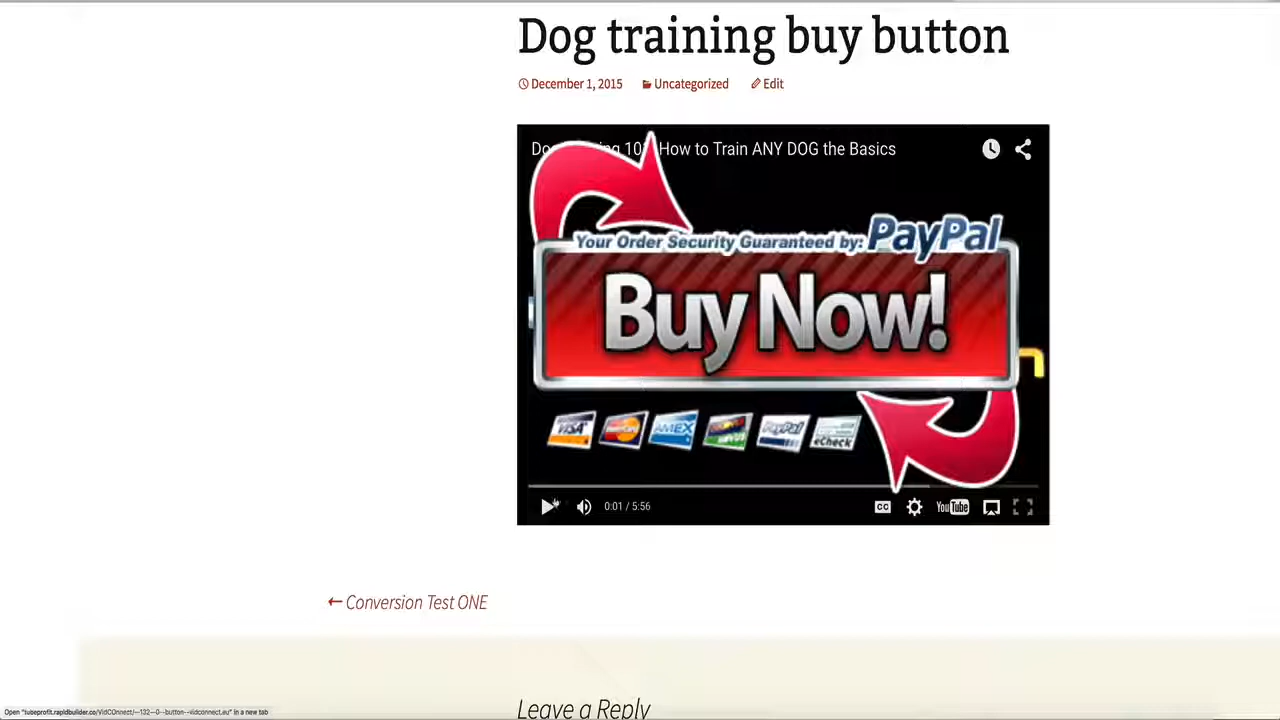 Dog training buy button
December 1, 2015 Uncategorized Edit
How to Train ANY DOG the Basics
Your Order Security Guaranteed by: PayPal
Buy Now!
VISA MasterCard AMEX PayPal eCheck
0:01 / 5:56 CC YouTube
← Conversion Test ONE
Leave a Reply